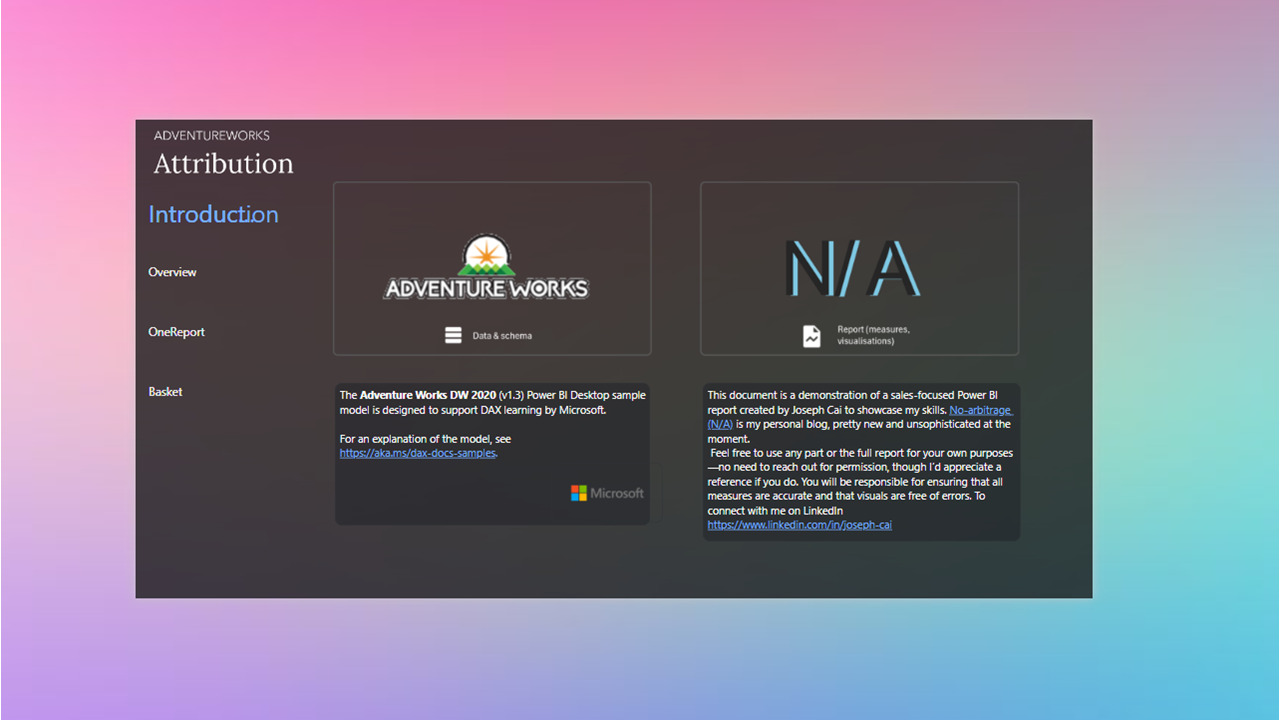 ADVENTUREWORKS
Attribution
Introduction
Overview
OneReport
Basket
ADVENTURE WORKS
Data & schema
The Adventure Works DW 2020 (v1.3) Power BI Desktop sample
model is designed to support DAX learning by Microsoft.
For an explanation of the model, see
https://aka.ms/dax-docs-samples.
Microsoft
N/A
Report (measures,
visualisations)
This document is a demonstration of a sales-focused Power BI
report created by Joseph Cai to showcase my skills. No-arbitrage
(N/A) is my personal blog, pretty new and unsophisticated at the
moment.
Feel free to use any part or the full report for your own purposes
—no need to reach out for permission, though I'd appreciate a
reference if you do. You will be responsible for ensuring that all
measures are accurate and that visuals are free of errors. To
connect with me on LinkedIn
https://www.linkedin.com/in/joseph-cai